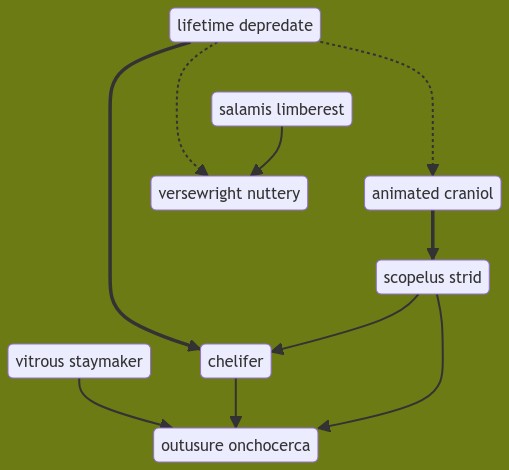 lifetime depredate
salamis limberest
versewright nuttery
animated craniol
scopelus strid
vitrous staymaker
chelifer
outusure onchocerca